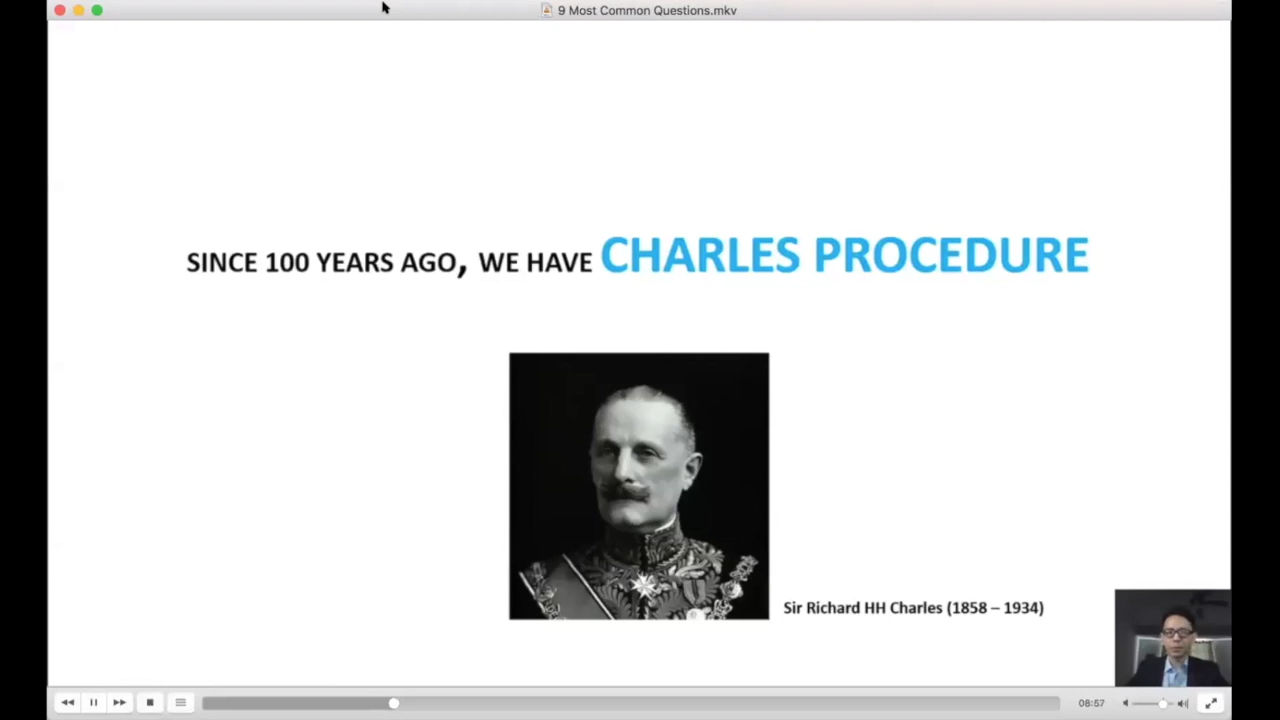 9 Most Common Questions.mkv
SINCE 100 YEARS AGO, WE HAVE CHARLES PROCEDURE
Sir Richard HH Charles (1858 – 1934)
08:57